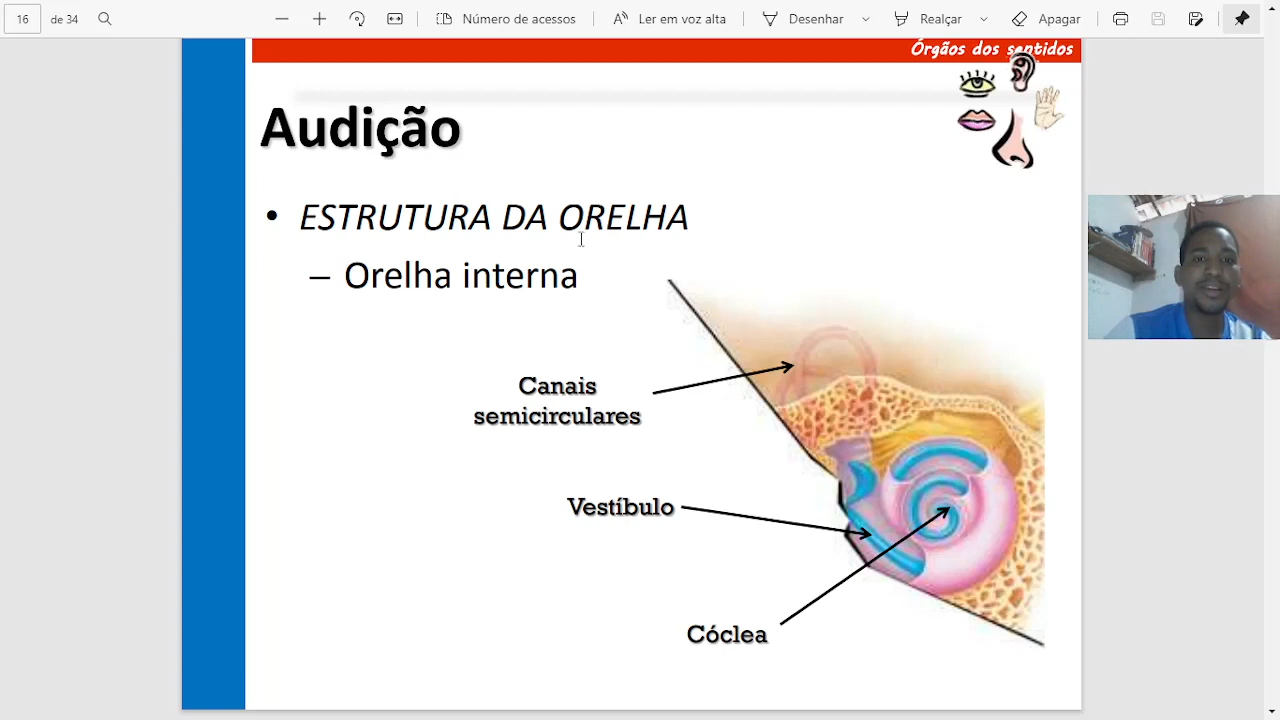 16 de 34 Número de acessos Ler em voz alta Desenhar Realçar Apagar
Órgãos dos sentidos
Audição
• ESTRUTURA DA ORELHA
– Orelha interna
Canais
semicirculares
Vestíbulo
Cóclea